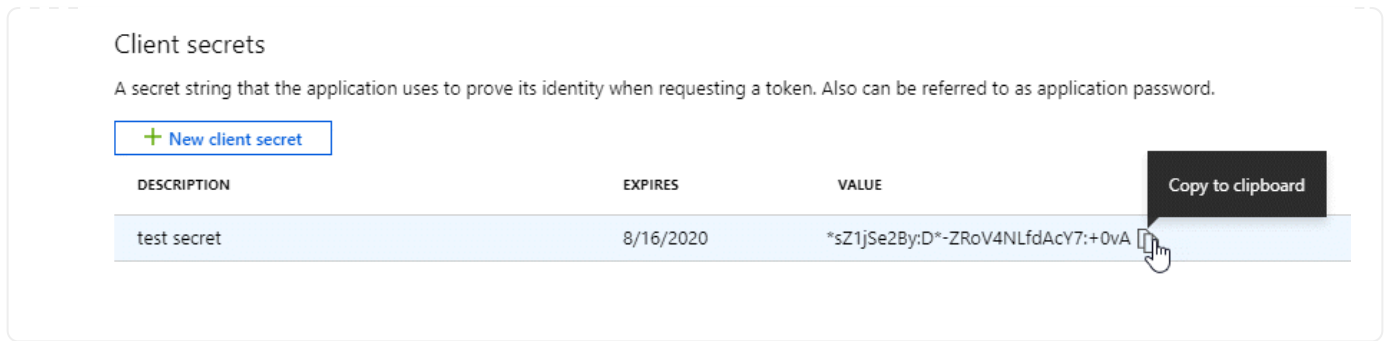 Client secrets
A secret string that the application uses to prove its identity when requesting a token. Also can be referred to as application password.
+ New client secret
DESCRIPTION EXPIRES VALUE
Copy to clipboard
test secret 8/16/2020 *sZ1jSe2By:D*-ZRoV4NLfdAcY7:+0vA